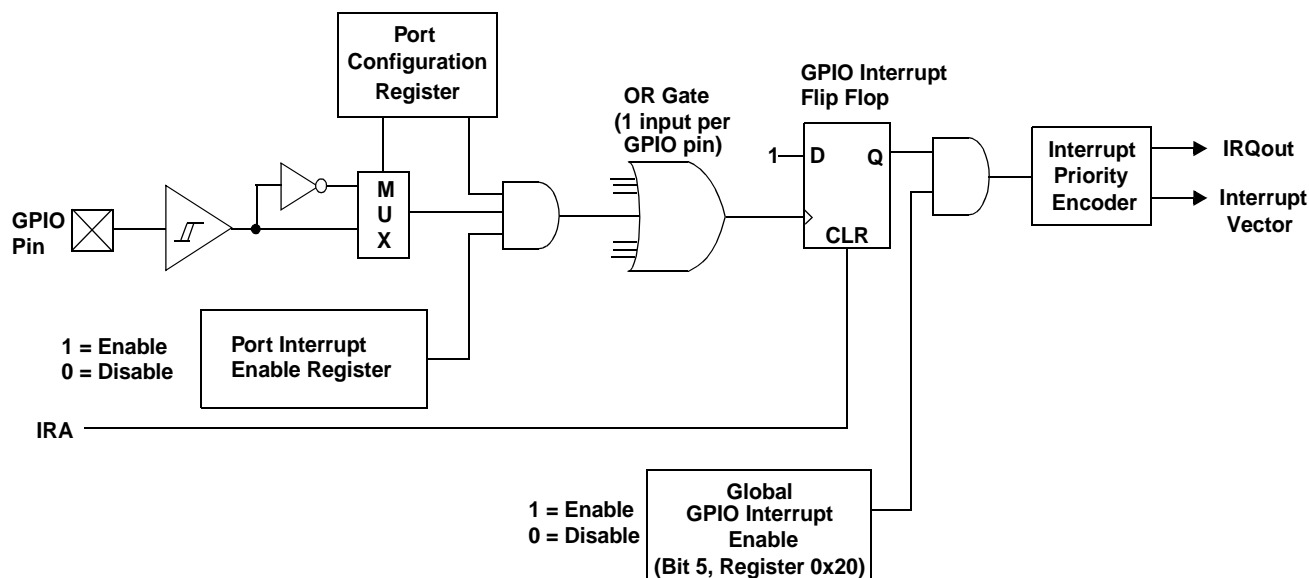 Port
Configuration
Register
GPIO Interrupt
Flip Flop
OR Gate
(1 input per
GPIO pin)
1
D
Q
CLR
Interrupt
Priority
Encoder
IRQout
Interrupt
Vector
M
U
X
GPIO
Pin
1 = Enable
0 = Disable
Port Interrupt
Enable Register
IRA
1 = Enable
0 = Disable
Global
GPIO Interrupt
Enable
(Bit 5, Register 0x20)